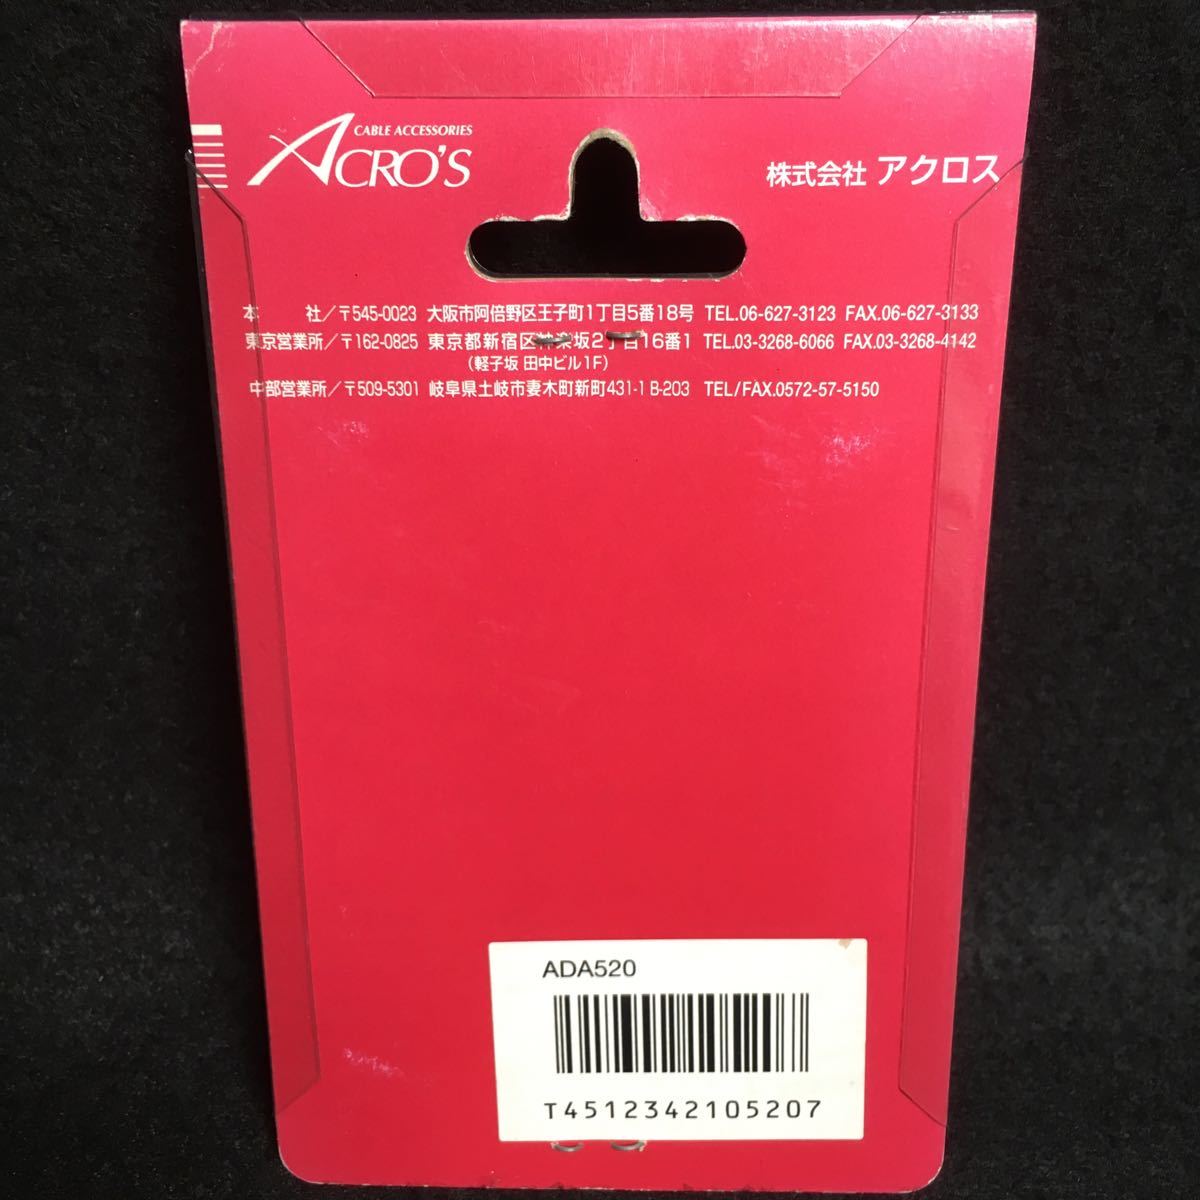 CABLE ACCESSORIES
ACRO'S
株式会社 アクロス
本 社／〒545-0023 大阪市阿倍野区王子町1丁目5番18号 TEL.06-627-3123 FAX.06-627-3133
東京営業所／〒162-0825 東京都新宿区神楽坂2丁目16番1 TEL.03-3268-6066 FAX.03-3268-4142
(軽子坂 田中ビル1F)
中部営業所／〒509-5301 岐阜県土岐市妻木町新町431-1 B-203 TEL/FAX.0572-57-5150
ADA520
T4512342105207